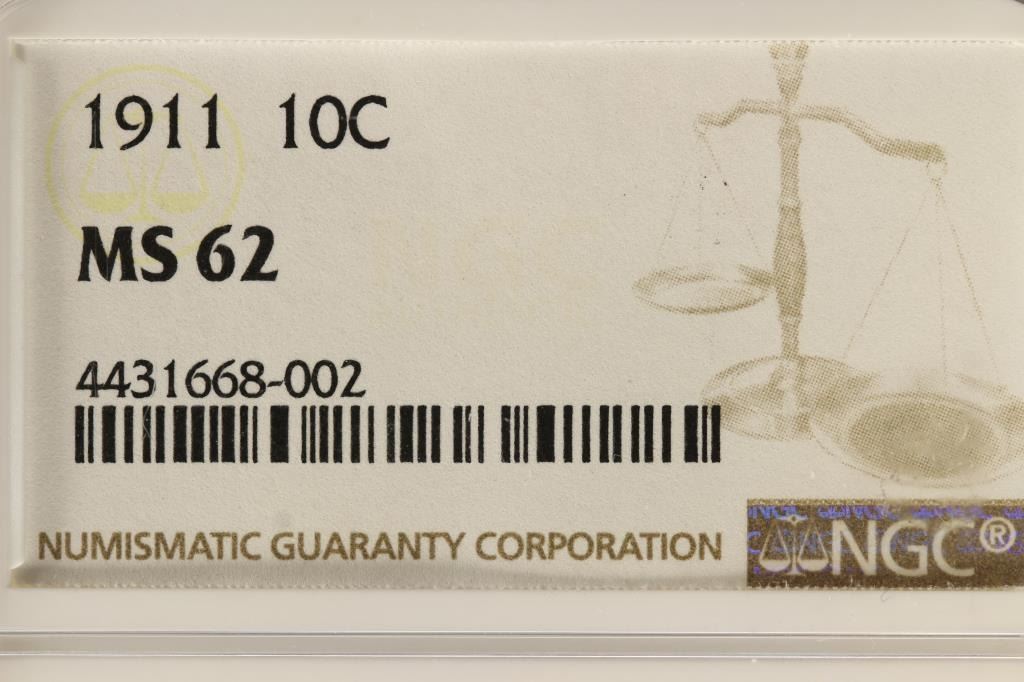 1911 10C
MS 62
4431668-002
NUMISMATIC GUARANTY CORPORATION
NGC®